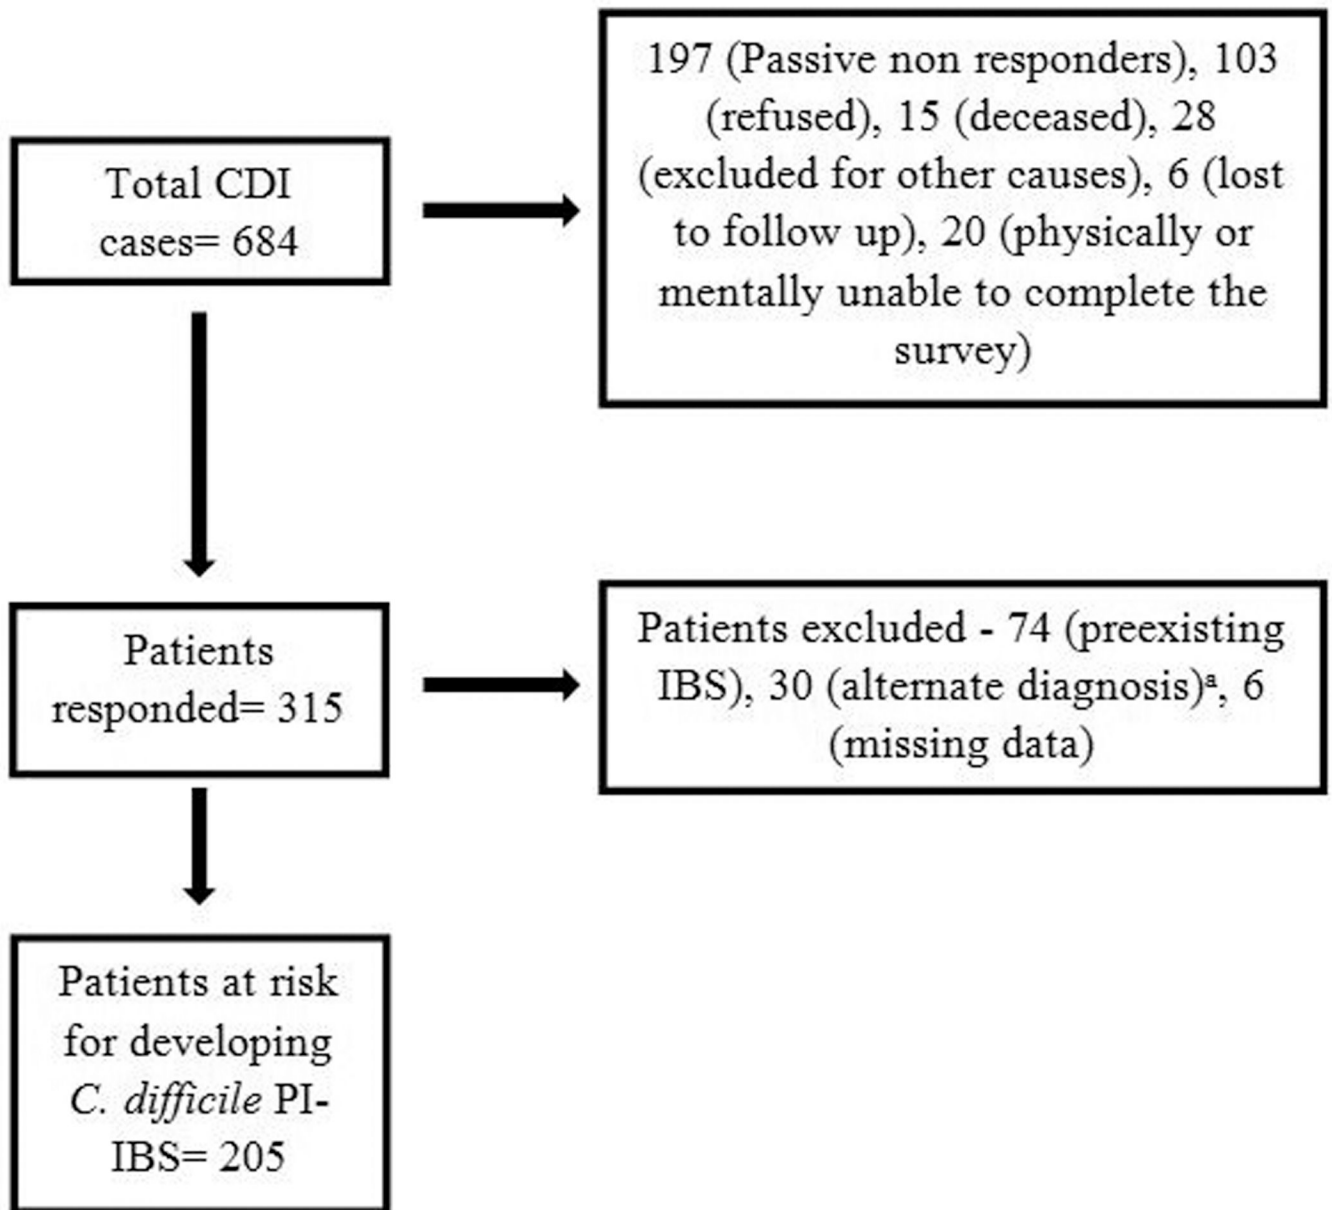 Total CDI
cases= 684
197 (Passive non responders), 103
(refused), 15 (deceased), 28
(excluded for other causes), 6 (lost
to follow up), 20 (physically or
mentally unable to complete the
survey)
Patients
responded= 315
Patients excluded - 74 (preexisting
IBS), 30 (alternate diagnosis)ª, 6
(missing data)
Patients at risk
for developing
C. difficile PI-
IBS= 205